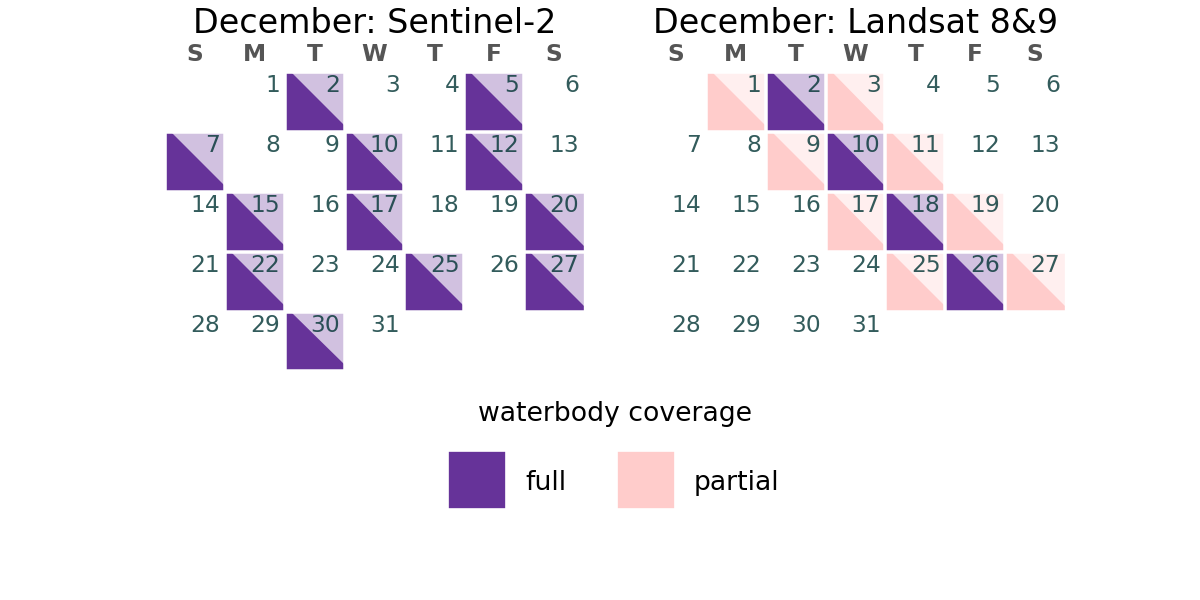 December: Sentinel-2
S M T W T F S
1 2 3 4 5 6
7 8 9 10 11 12 13
14 15 16 17 18 19 20
21 22 23 24 25 26 27
28 29 30 31
December: Landsat 8&9
S M T W T F S
1 2 3 4 5 6
7 8 9 10 11 12 13
14 15 16 17 18 19 20
21 22 23 24 25 26 27
28 29 30 31
waterbody coverage
full partial